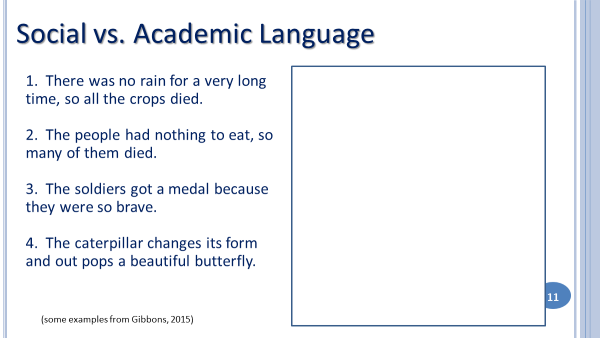 Social vs. Academic Language
1. There was no rain for a very long
time, so all the crops died.
2. The people had nothing to eat, so
many of them died.
3. The soldiers got a medal because
they were so brave.
4. The caterpillar changes its form
and out pops a beautiful butterfly.
11
(some examples from Gibbons, 2015)